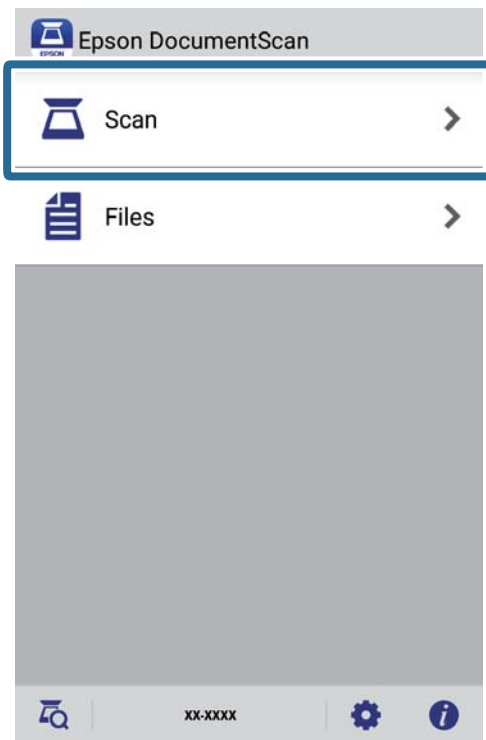 EPSON
Epson DocumentScan
Scan
Files
XX-XXXX
i